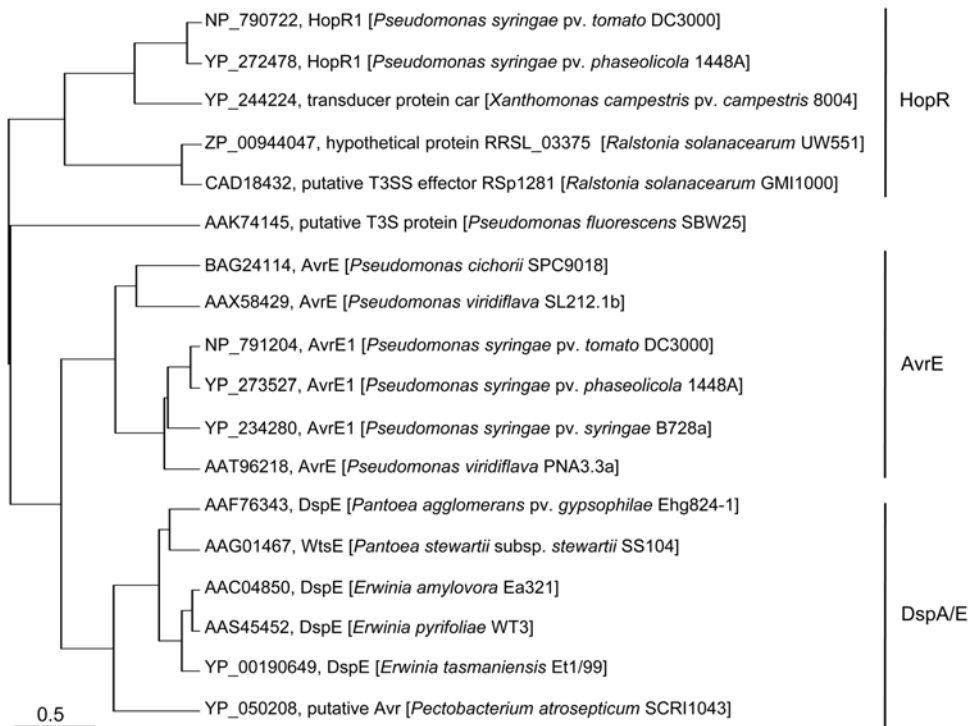 NP_790722, HopR1 [Pseudomonas syringae pv. tomato DC3000]
YP_272478, HopR1 [Pseudomonas syringae pv. phaseolicola 1448A]
YP_244224, transducer protein car [Xanthomonas campestris pv. campestris 8004]
HopR
ZP_00944047, hypothetical protein RRSL_03375 [Ralstonia solanacearum UW551]
CAD18432, putative T3SS effector RSp1281 [Ralstonia solanacearum GMI1000]
AAK74145, putative T3S protein [Pseudomonas fluorescens SBW25]
BAG24114, AvrE [Pseudomonas cichorii SPC9018]
AAX58429, AvrE [Pseudomonas viridiflava SL212.1b]
NP_791204, AvrE1 [Pseudomonas syringae pv. tomato DC3000]
AvrE
YP_273527, AvrE1 [Pseudomonas syringae pv. phaseolicola 1448A]
YP_234280, AvrE1 [Pseudomonas syringae pv. syringae B728a]
AAT96218, AvrE [Pseudomonas viridiflava PNA3.3a]
AAF76343, DspE [Pantoea agglomerans pv. gypsophilae Ehg824-1]
AAG01467, WtsE [Pantoea stewartii subsp. stewartii SS104]
AAC04850, DspE [Erwinia amylovora Ea321]
DspA/E
AAS45452, DspE [Erwinia pyrifoliae WT3]
YP_00190649, DspE [Erwinia tasmaniensis Et1/99]
YP_050208, putative Avr [Pectobacterium atrosepticum SCRI1043]
0.5